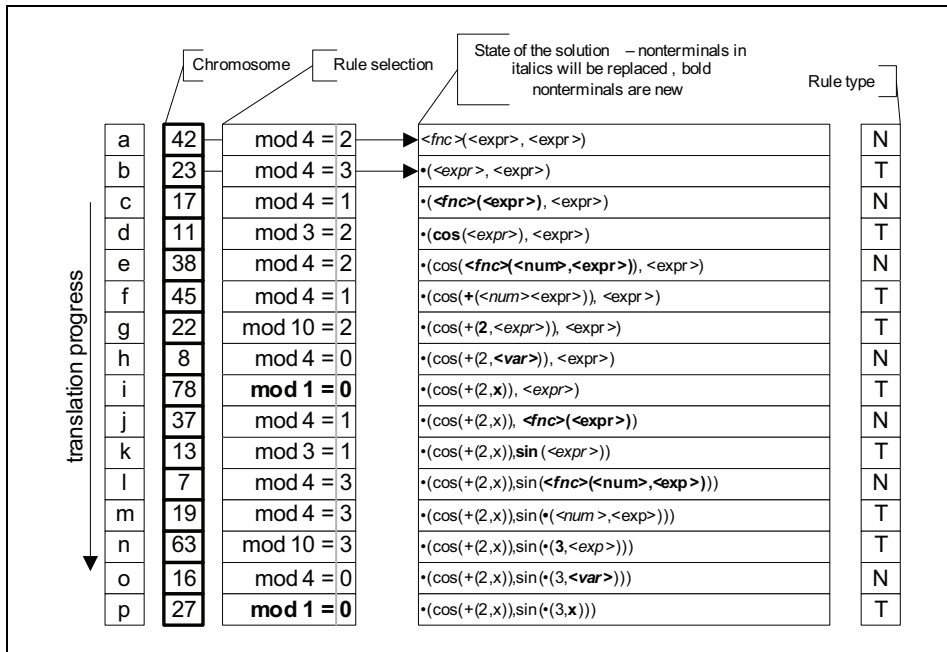 Chromosome
Rule selection
State of the solution – nonterminals in
italics will be replaced , bold
nonterminals are new
Rule type
translation progress
a 42 mod 4 = 2 <fnc>(<expr>, <expr>) N
b 23 mod 4 = 3 •(<expr>, <expr>) T
c 17 mod 4 = 1 •(<fnc>(<expr>), <expr>) N
d 11 mod 3 = 2 •(cos(<expr>), <expr>) T
e 38 mod 4 = 2 •(cos(<fnc>(<num>,<expr>)), <expr>) N
f 45 mod 4 = 1 •(cos(+(<num><expr>)), <expr>) T
g 22 mod 10 = 2 •(cos(+(2,<expr>)), <expr>) T
h 8 mod 4 = 0 •(cos(+(2,<var>)), <expr>) N
i 78 mod 1 = 0 •(cos(+(2,x)), <expr>) T
j 37 mod 4 = 1 •(cos(+(2,x)), <fnc>(<expr>)) N
k 13 mod 3 = 1 •(cos(+(2,x)),sin (<expr>)) T
l 7 mod 4 = 3 •(cos(+(2,x)),sin(<fnc>(<num>,<exp>))) N
m 19 mod 4 = 3 •(cos(+(2,x)),sin(•(<num>,<exp>))) T
n 63 mod 10 = 3 •(cos(+(2,x)),sin(•(3,<exp>))) T
o 16 mod 4 = 0 •(cos(+(2,x)),sin(•(3,<var>))) N
p 27 mod 1 = 0 •(cos(+(2,x)),sin(•(3,x))) T